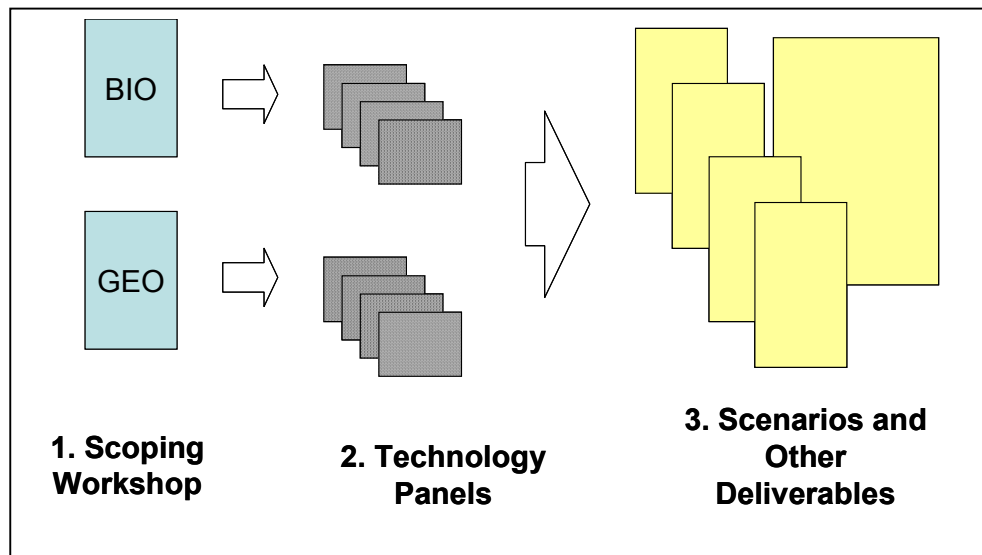 BIO
GEO
1. Scoping
Workshop
2. Technology
Panels
3. Scenarios and
Other
Deliverables